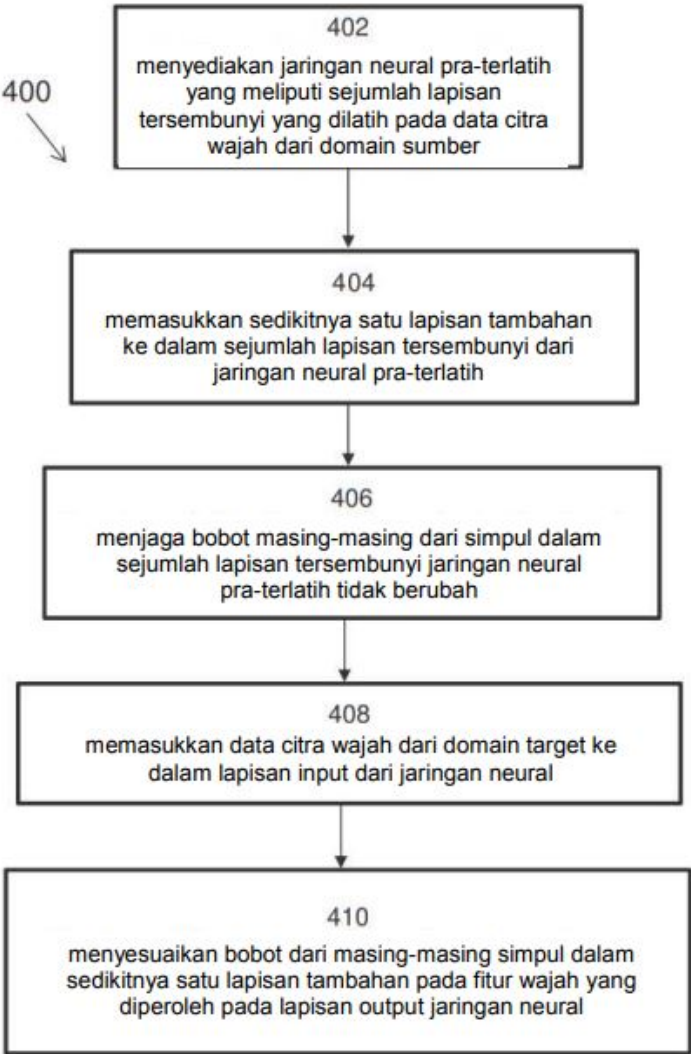 400
402
menyediakan jaringan neural pra-terlatih
yang meliputi sejumlah lapisan
tersembunyi yang dilatih pada data citra
wajah dari domain sumber
404
memasukkan sedikitnya satu lapisan tambahan
ke dalam sejumlah lapisan tersembunyi dari
jaringan neural pra-terlatih
406
menjaga bobot masing-masing dari simpul dalam
sejumlah lapisan tersembunyi jaringan neural
pra-terlatih tidak berubah
408
memasukkan data citra wajah dari domain target ke
dalam lapisan input dari jaringan neural
410
menyesuaikan bobot dari masing-masing simpul dalam
sedikitnya satu lapisan tambahan pada fitur wajah yang
diperoleh pada lapisan output jaringan neural